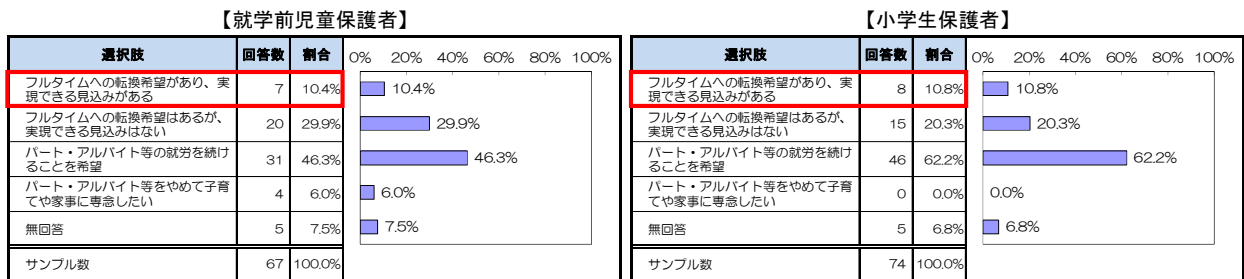 【就学前児童保護者】
選択肢 回答数 割合 0% 20% 40% 60% 80% 100%
フルタイムへの転換希望があり、実
現できる見込みがある 7 10.4% 10.4%
フルタイムへの転換希望はあるが、
実現できる見込みはない 20 29.9% 29.9%
パート・アルバイト等の就労を続け
ることを希望 31 46.3% 46.3%
パート・アルバイト等をやめて子育
てや家事に専念したい 4 6.0% 6.0%
無回答 5 7.5% 7.5%
サンプル数 67 100.0%
【小学生保護者】
選択肢 回答数 割合 0% 20% 40% 60% 80% 100%
フルタイムへの転換希望があり、実
現できる見込みがある 8 10.8% 10.8%
フルタイムへの転換希望はあるが、
実現できる見込みはない 15 20.3% 20.3%
パート・アルバイト等の就労を続け
ることを希望 46 62.2% 62.2%
パート・アルバイト等をやめて子育
てや家事に専念したい 0 0.0% 0.0%
無回答 5 6.8% 6.8%
サンプル数 74 100.0%